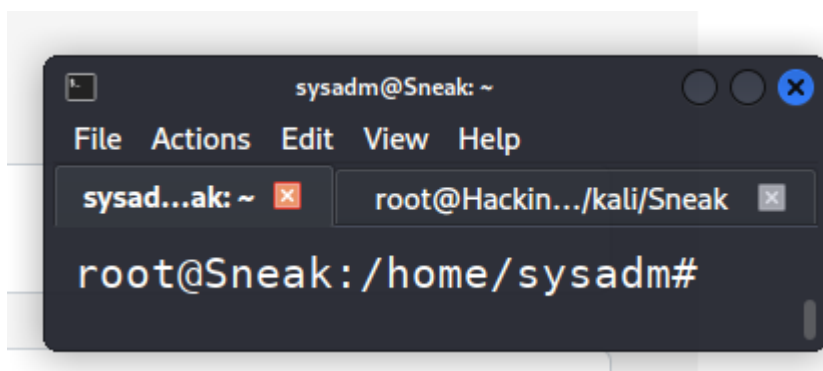 sysadm@Sneak: ~
File Actions Edit View Help
sysad...ak: ~ root@Hackin.../kali/Sneak
root@Sneak:/home/sysadm#